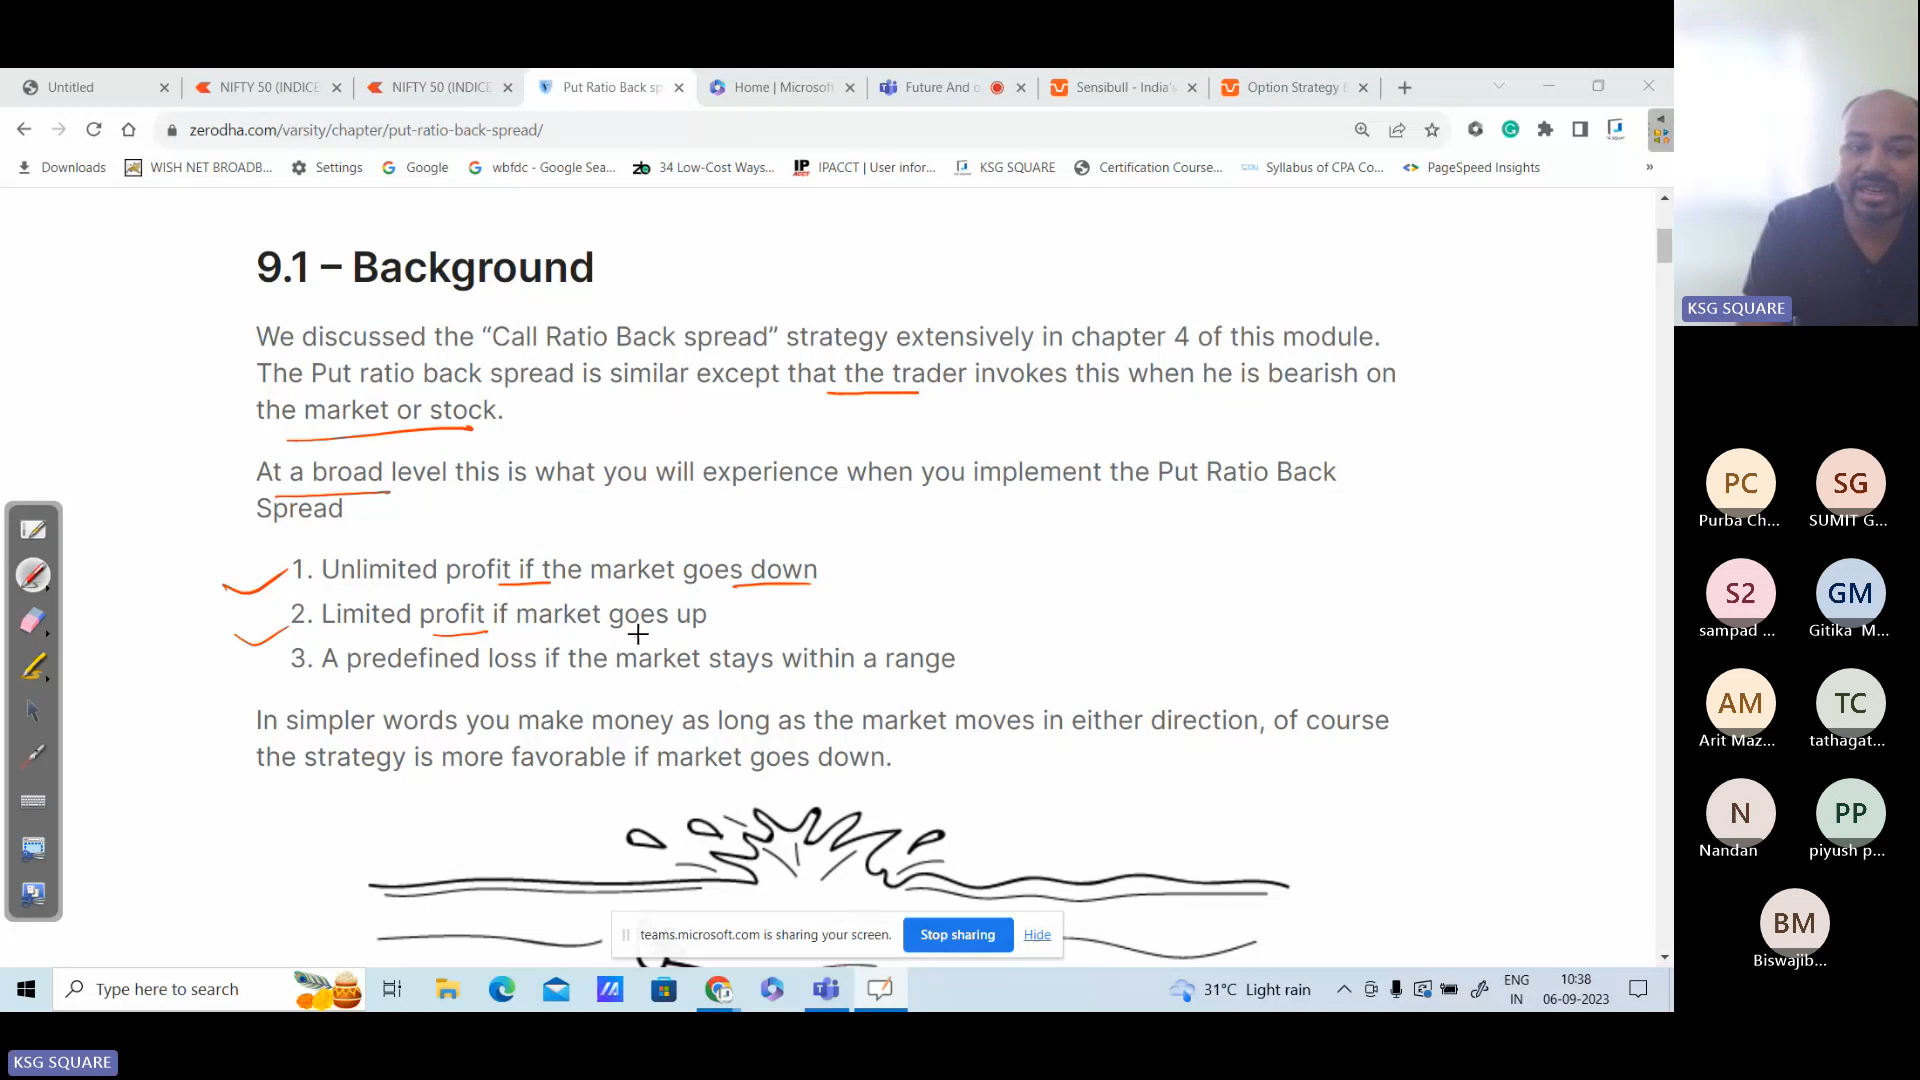 Untitled
NIFTY 50 (INDICE
NIFTY 50 (INDICE
Put Ratio Back sp
Home | Microsoft
Future And o
Sensibull - India's
Option Strategy B
zerodha.com/varsity/chapter/put-ratio-back-spread/
Downloads
WISH NET BROADB...
Settings
Google
wbfdc - Google Sea...
34 Low-Cost Ways...
IPACCT | User infor...
KSG SQUARE
Certification Course...
Syllabus of CPA Co...
PageSpeed Insights
»
9.1 – Background
We discussed the “Call Ratio Back spread” strategy extensively in chapter 4 of this module.
The Put ratio back spread is similar except that the trader invokes this when he is bearish on
the market or stock.
At a broad level this is what you will experience when you implement the Put Ratio Back
Spread
1. Unlimited profit if the market goes down
2. Limited profit if market goes up
3. A predefined loss if the market stays within a range
In simpler words you make money as long as the market moves in either direction, of course
the strategy is more favorable if market goes down.
teams.microsoft.com is sharing your screen.
Stop sharing
Hide
Type here to search
31°C Light rain
ENG
IN
10:38
06-09-2023
KSG SQUARE
PC
Purba Ch...
SG
SUMIT G...
S2
sampad ...
GM
Gitika M...
AM
Arit Maz...
TC
tathagat...
N
Nandan
PP
piyush p...
BM
Biswajib...
KSG SQUARE